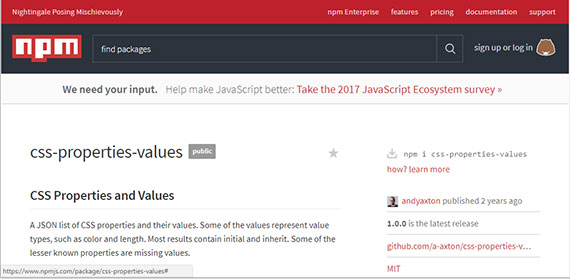 Nightingale Posing Mischievously
npm Enterprise features pricing documentation support
npm
find packages
sign up or log in
We need your input. Help make JavaScript better: Take the 2017 JavaScript Ecosystem survey »
css-properties-values public
npm i css-properties-values
how? learn more
CSS Properties and Values
andyaxton published 2 years ago
1.0.0 is the latest release
A JSON list of CSS properties and their values. Some of the values represent value
types, such as color and length. Most results contain initial and inherit. Some of the
lesser known properties are missing values.
github.com/a-axton/css-properties-v...
MIT
https://www.npmjs.com/package/css-properties-values#